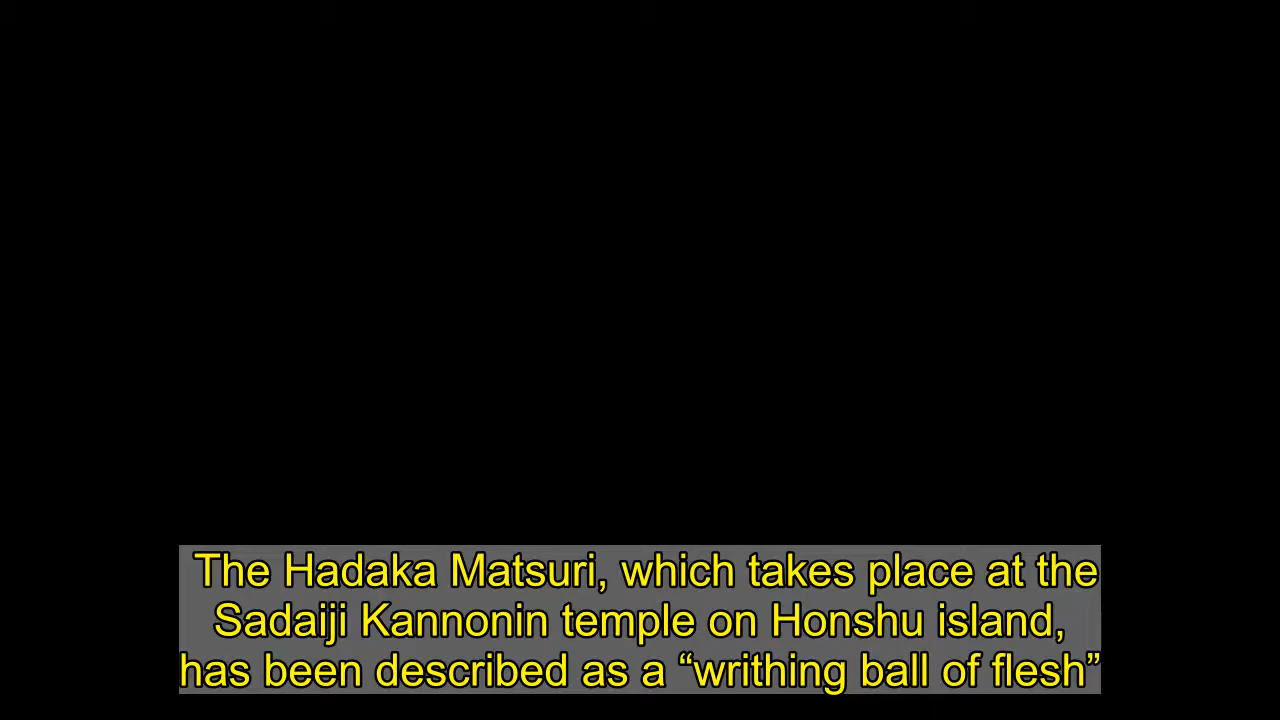 The Hadaka Matsuri, which takes place at the
Sadaiji Kannonin temple on Honshu island,
has been described as a “writhing ball of flesh”